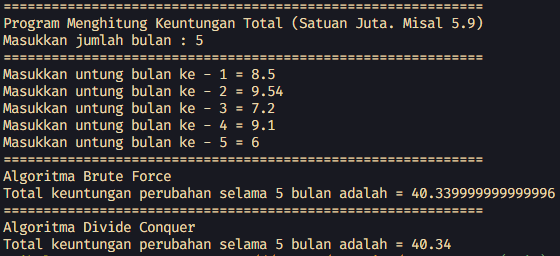 ============================================================
Program Menghitung Keuntungan Total (Satuan Juta. Misal 5.9)
Masukkan jumlah bulan : 5
============================================================
Masukkan untung bulan ke - 1 = 8.5
Masukkan untung bulan ke - 2 = 9.54
Masukkan untung bulan ke - 3 = 7.2
Masukkan untung bulan ke - 4 = 9.1
Masukkan untung bulan ke - 5 = 6
============================================================
Algoritma Brute Force
Total keuntungan perubahan selama 5 bulan adalah = 40.339999999999996
============================================================
Algoritma Divide Conquer
Total keuntungan perubahan selama 5 bulan adalah = 40.34